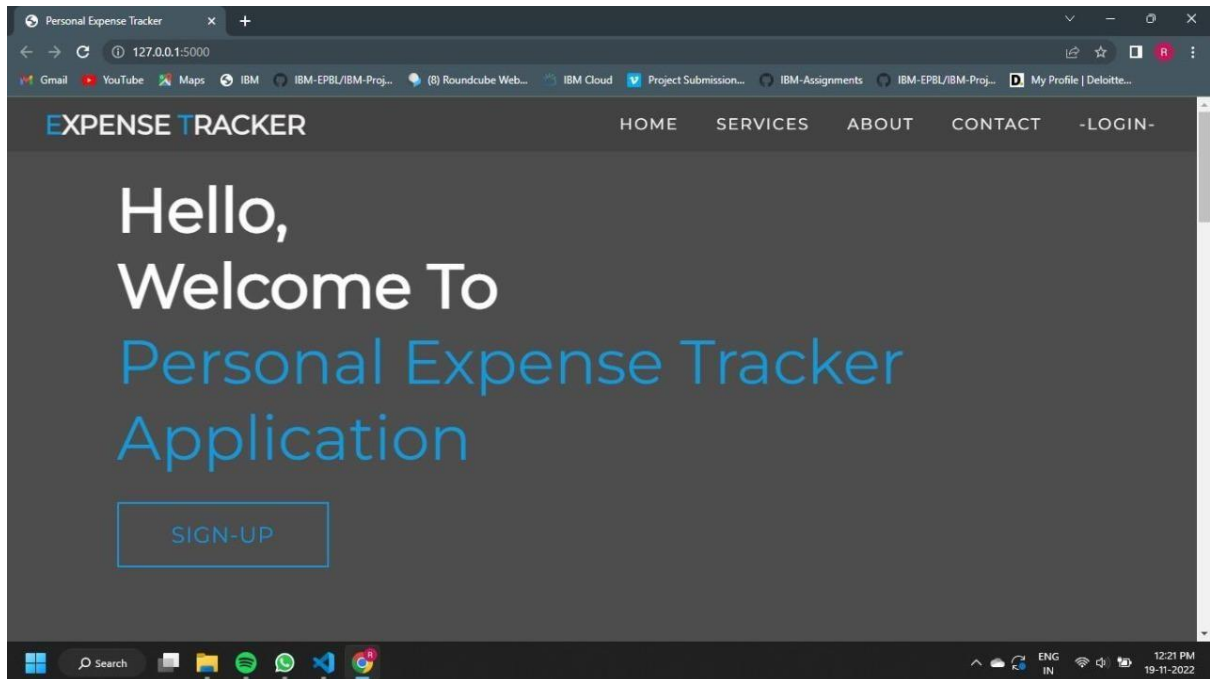 Personal Expense Tracker
127.0.0.1:5000
Gmail YouTube Maps IBM IBM-EPBL/IBM-Proj... (8) Roundcube Web... IBM Cloud Project Submission... IBM-Assignments IBM-EPBL/IBM-Proj... D. My Profile | Deloitte...
EXPENSE TRACKER HOME SERVICES ABOUT CONTACT -LOGIN-
Hello,
Welcome To
Personal Expense Tracker
Application
SIGN-UP
Search ENG 12:21 PM
IN 19-11-2022